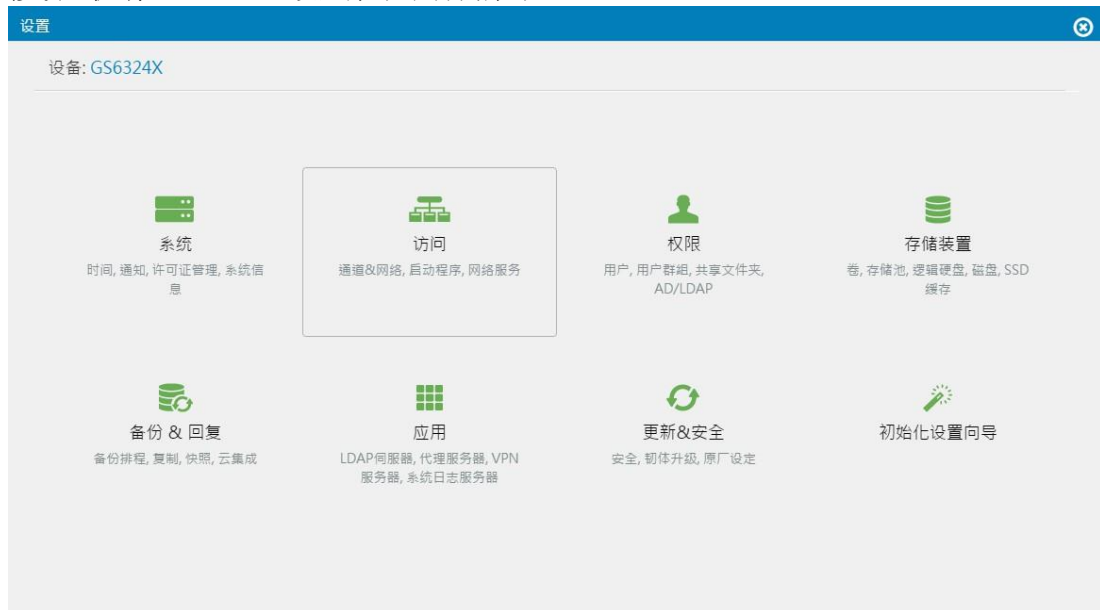 设置
设备: GS6324X
系统
时间, 通知, 许可证管理, 系统信
息
访问
通道&网络, 启动程序, 网络服务
权限
用户, 用户群組, 共享文件夹,
AD/LDAP
存储装置
卷, 存储池, 逻辑硬盘, 磁盘, SSD
緩存
备份 & 回复
备份排程, 复制, 快照, 云集成
应用
LDAP伺服器, 代理服务器, VPN
服务器, 系统日志服务器
更新&安全
安全, 韧体升级, 原厂设定
初始化设置向导